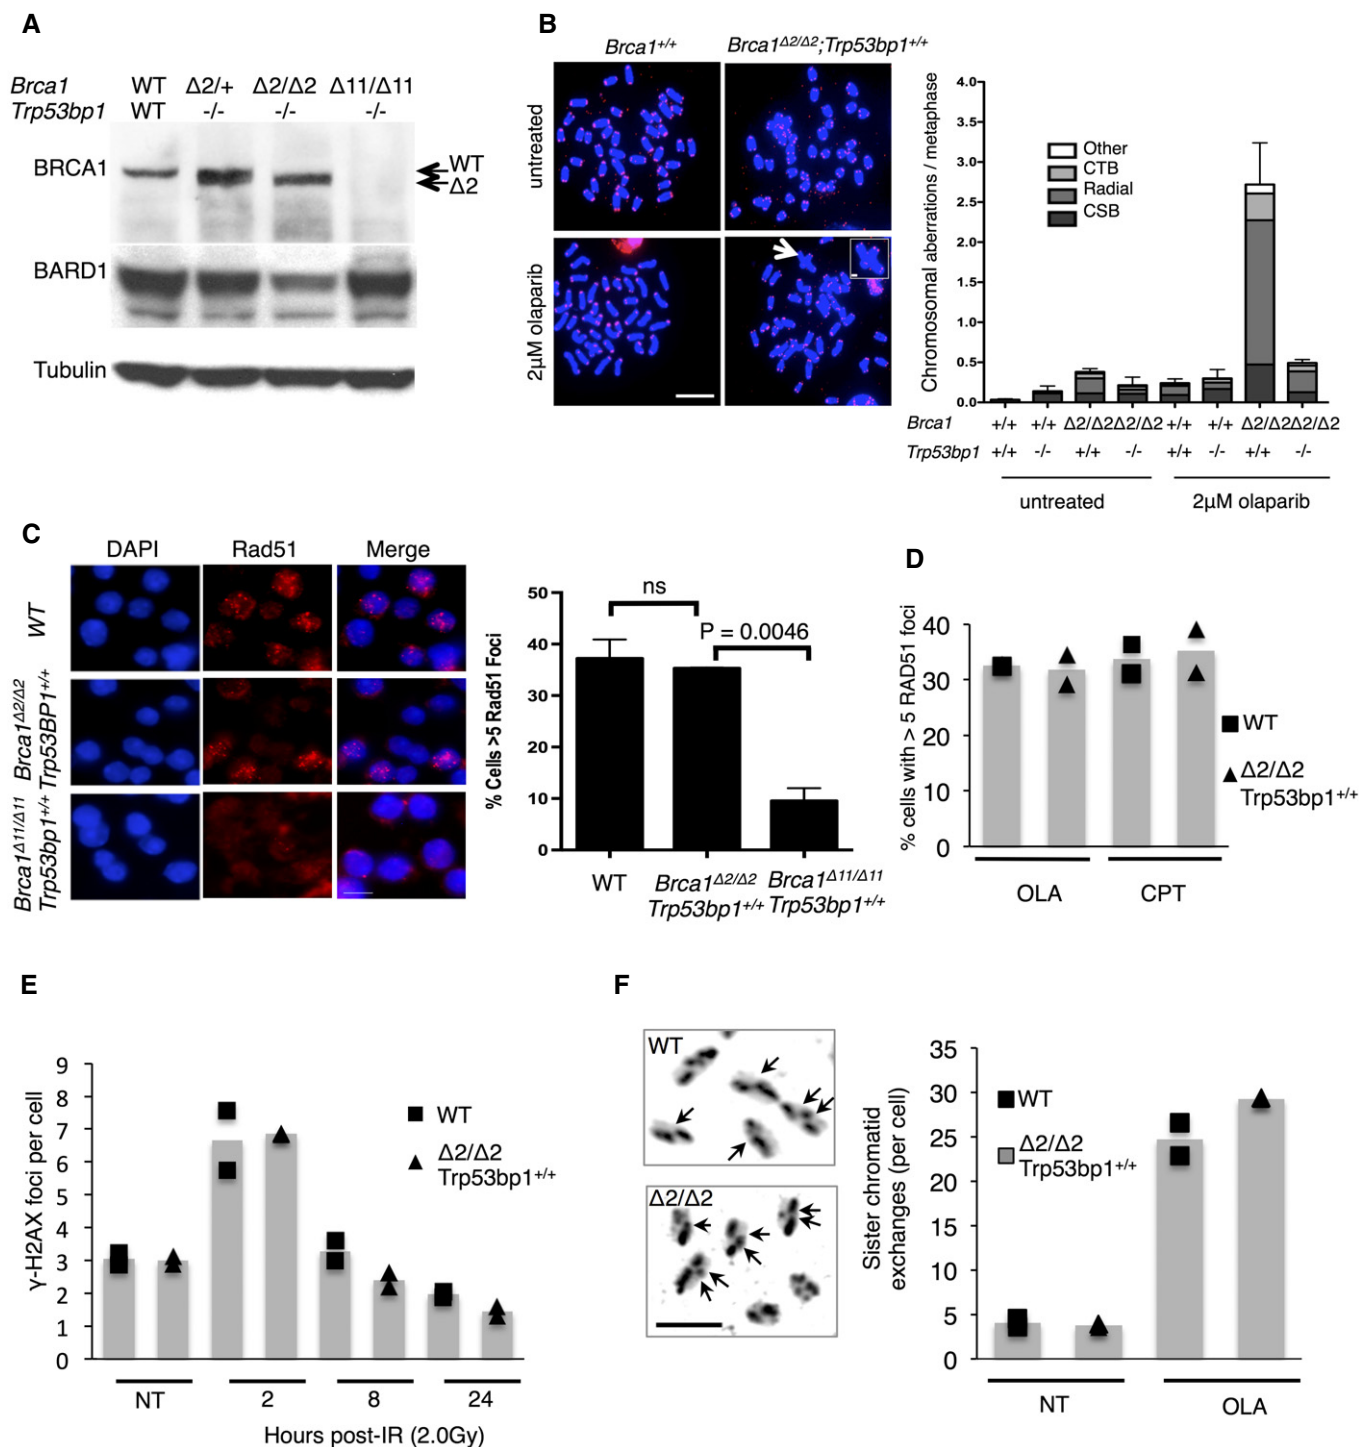 A
Brca1 WT Δ2/+ Δ2/Δ2 Δ11/Δ11
Trp53bp1 WT -/- -/- -/-
BRCA1
WT
Δ2
BARD1
Tubulin
B
Brca1+/+ Brca1Δ2/Δ2;Trp53bp1+/+
untreated
2µM olaparib
Chromosomal aberrations / metaphase
4.0
3.5
3.0
2.5
2.0
1.5
1.0
0.5
0.0
Other
CTB
Radial
CSB
Brca1 +/+ +/+ Δ2/Δ2 Δ2/Δ2 +/+ +/+ Δ2/Δ2 Δ2/Δ2
Trp53bp1 +/+ -/- +/+ -/- +/+ -/- +/+ -/-
untreated 2µM olaparib
C
DAPI Rad51 Merge
WT
Brca1Δ2/Δ2
Trp53BP1+/+
Brca1Δ11/Δ11
Trp53bp1+/+
% Cells >5 Rad51 Foci
50
40
30
20
10
0
ns
P = 0.0046
WT Brca1Δ2/Δ2 Brca1Δ11/Δ11
Trp53bp1+/+ Trp53bp1+/+
D
% cells with > 5 RAD51 foci
40
30
20
10
0
WT
Δ2/Δ2
Trp53bp1+/+
OLA CPT
E
γ-H2AX foci per cell
9
8
7
6
5
4
3
2
1
0
WT
Δ2/Δ2
Trp53bp1+/+
NT 2 8 24
Hours post-IR (2.0Gy)
F
WT
Δ2/Δ2
Sister chromatid
exchanges (per cell)
35
30
25
20
15
10
5
0
WT
Δ2/Δ2
Trp53bp1+/+
NT OLA